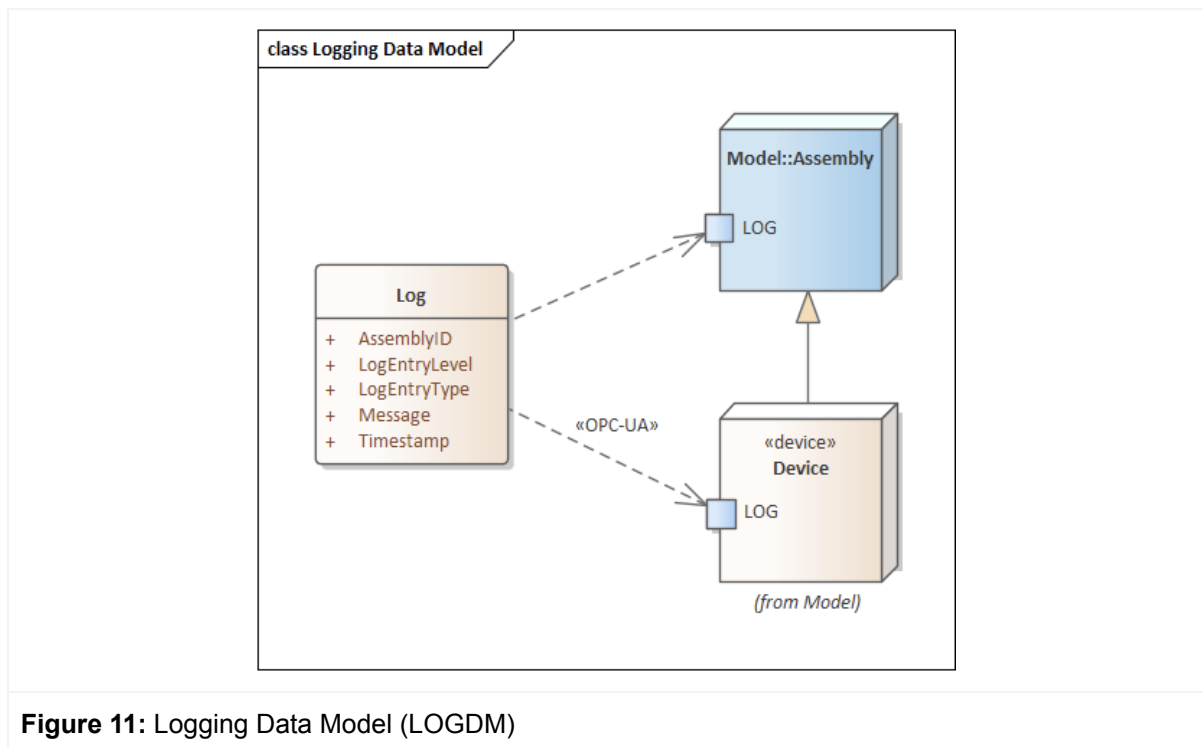 class Logging Data Model
Model::Assembly
LOG
Log
+ AssemblyID
+ LogEntryLevel
+ LogEntryType
+ Message
+ Timestamp
«OPC-UA»
«device»
Device
LOG
(from Model)
Figure 11: Logging Data Model (LOGDM)